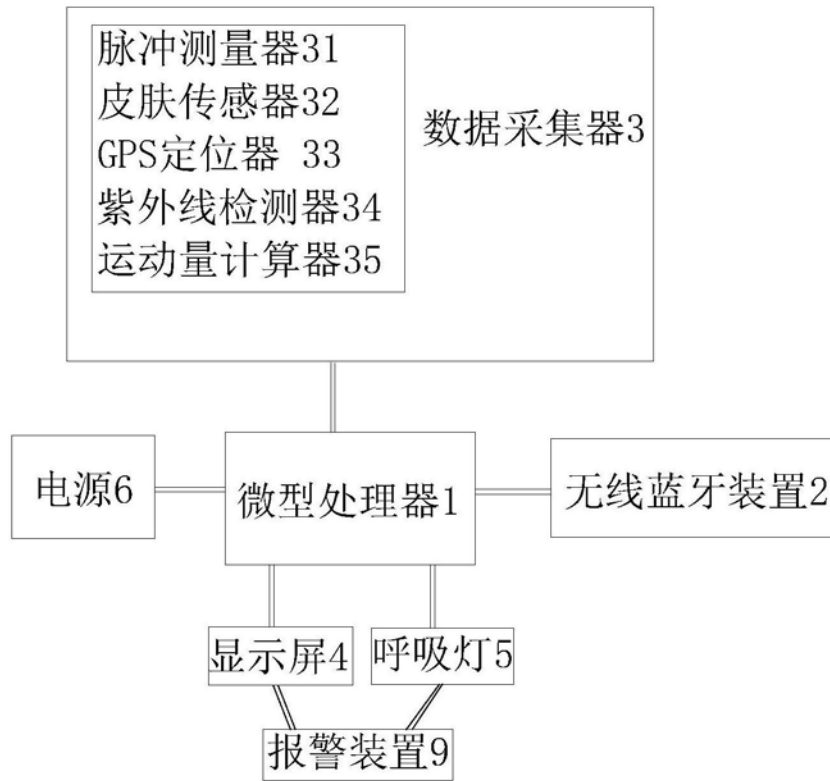 脉冲测量器31
皮肤传感器32
GPS定位器 33
紫外线检测器34
运动量计算器35
数据采集器3
电源6
微型处理器1
无线蓝牙装置2
显示屏4
呼吸灯5
报警装置9